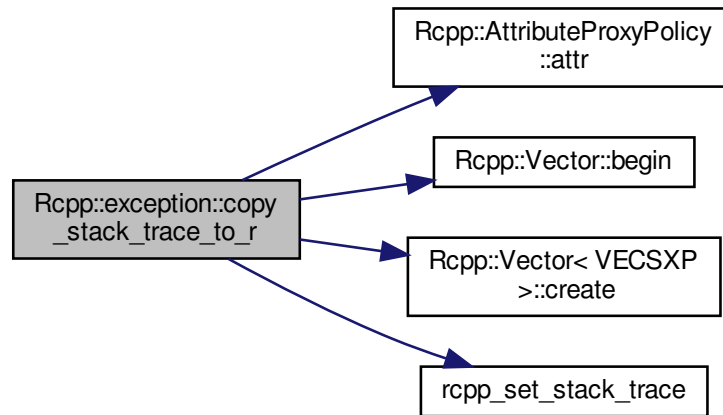 Rcpp::exception::copy
_stack_trace_to_r
Rcpp::AttributeProxyPolicy
::attr
Rcpp::Vector::begin
Rcpp::Vector< VECSXP
>::create
rcpp_set_stack_trace